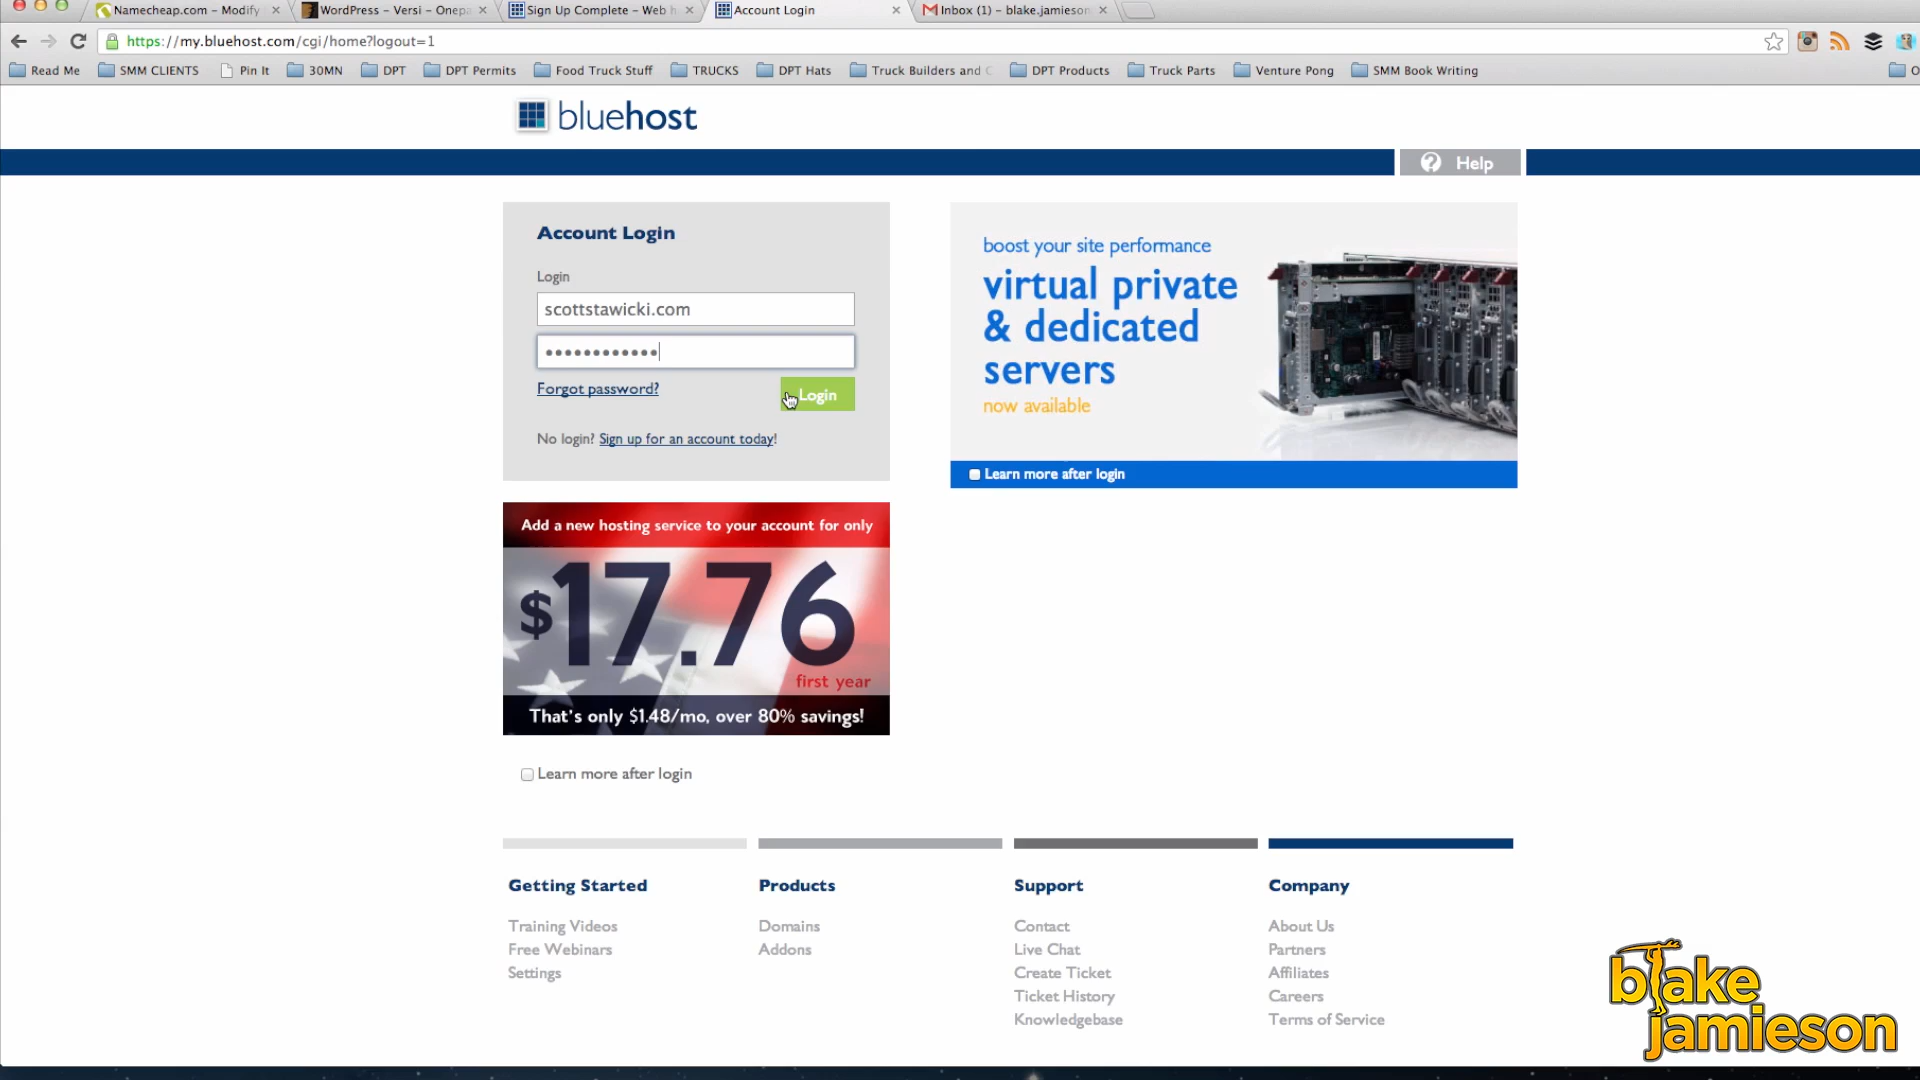 Namecheap.com – Modify
WordPress – Versi – Onepa
Sign Up Complete – Web h
Account Login
Inbox (1) – blake.jamieson
https://my.bluehost.com/cgi/home?logout=1
Read Me
SMM CLIENTS
Pin It
30MN
DPT
DPT Permits
Food Truck Stuff
TRUCKS
DPT Hats
Truck Builders and C
DPT Products
Truck Parts
Venture Pong
SMM Book Writing
O
bluehost
? Help
Account Login
Login
scottstawicki.com
••••••••••••
Forgot password?
Login
No login? Sign up for an account today!
boost your site performance
virtual private
& dedicated
servers
now available
Learn more after login
Add a new hosting service to your account for only
$17.76
first year
That's only $1.48/mo, over 80% savings!
Learn more after login
Getting Started
Training Videos
Free Webinars
Settings
Products
Domains
Addons
Support
Contact
Live Chat
Create Ticket
Ticket History
Knowledgebase
Company
About Us
Partners
Affiliates
Careers
Terms of Service
blake
jamieson